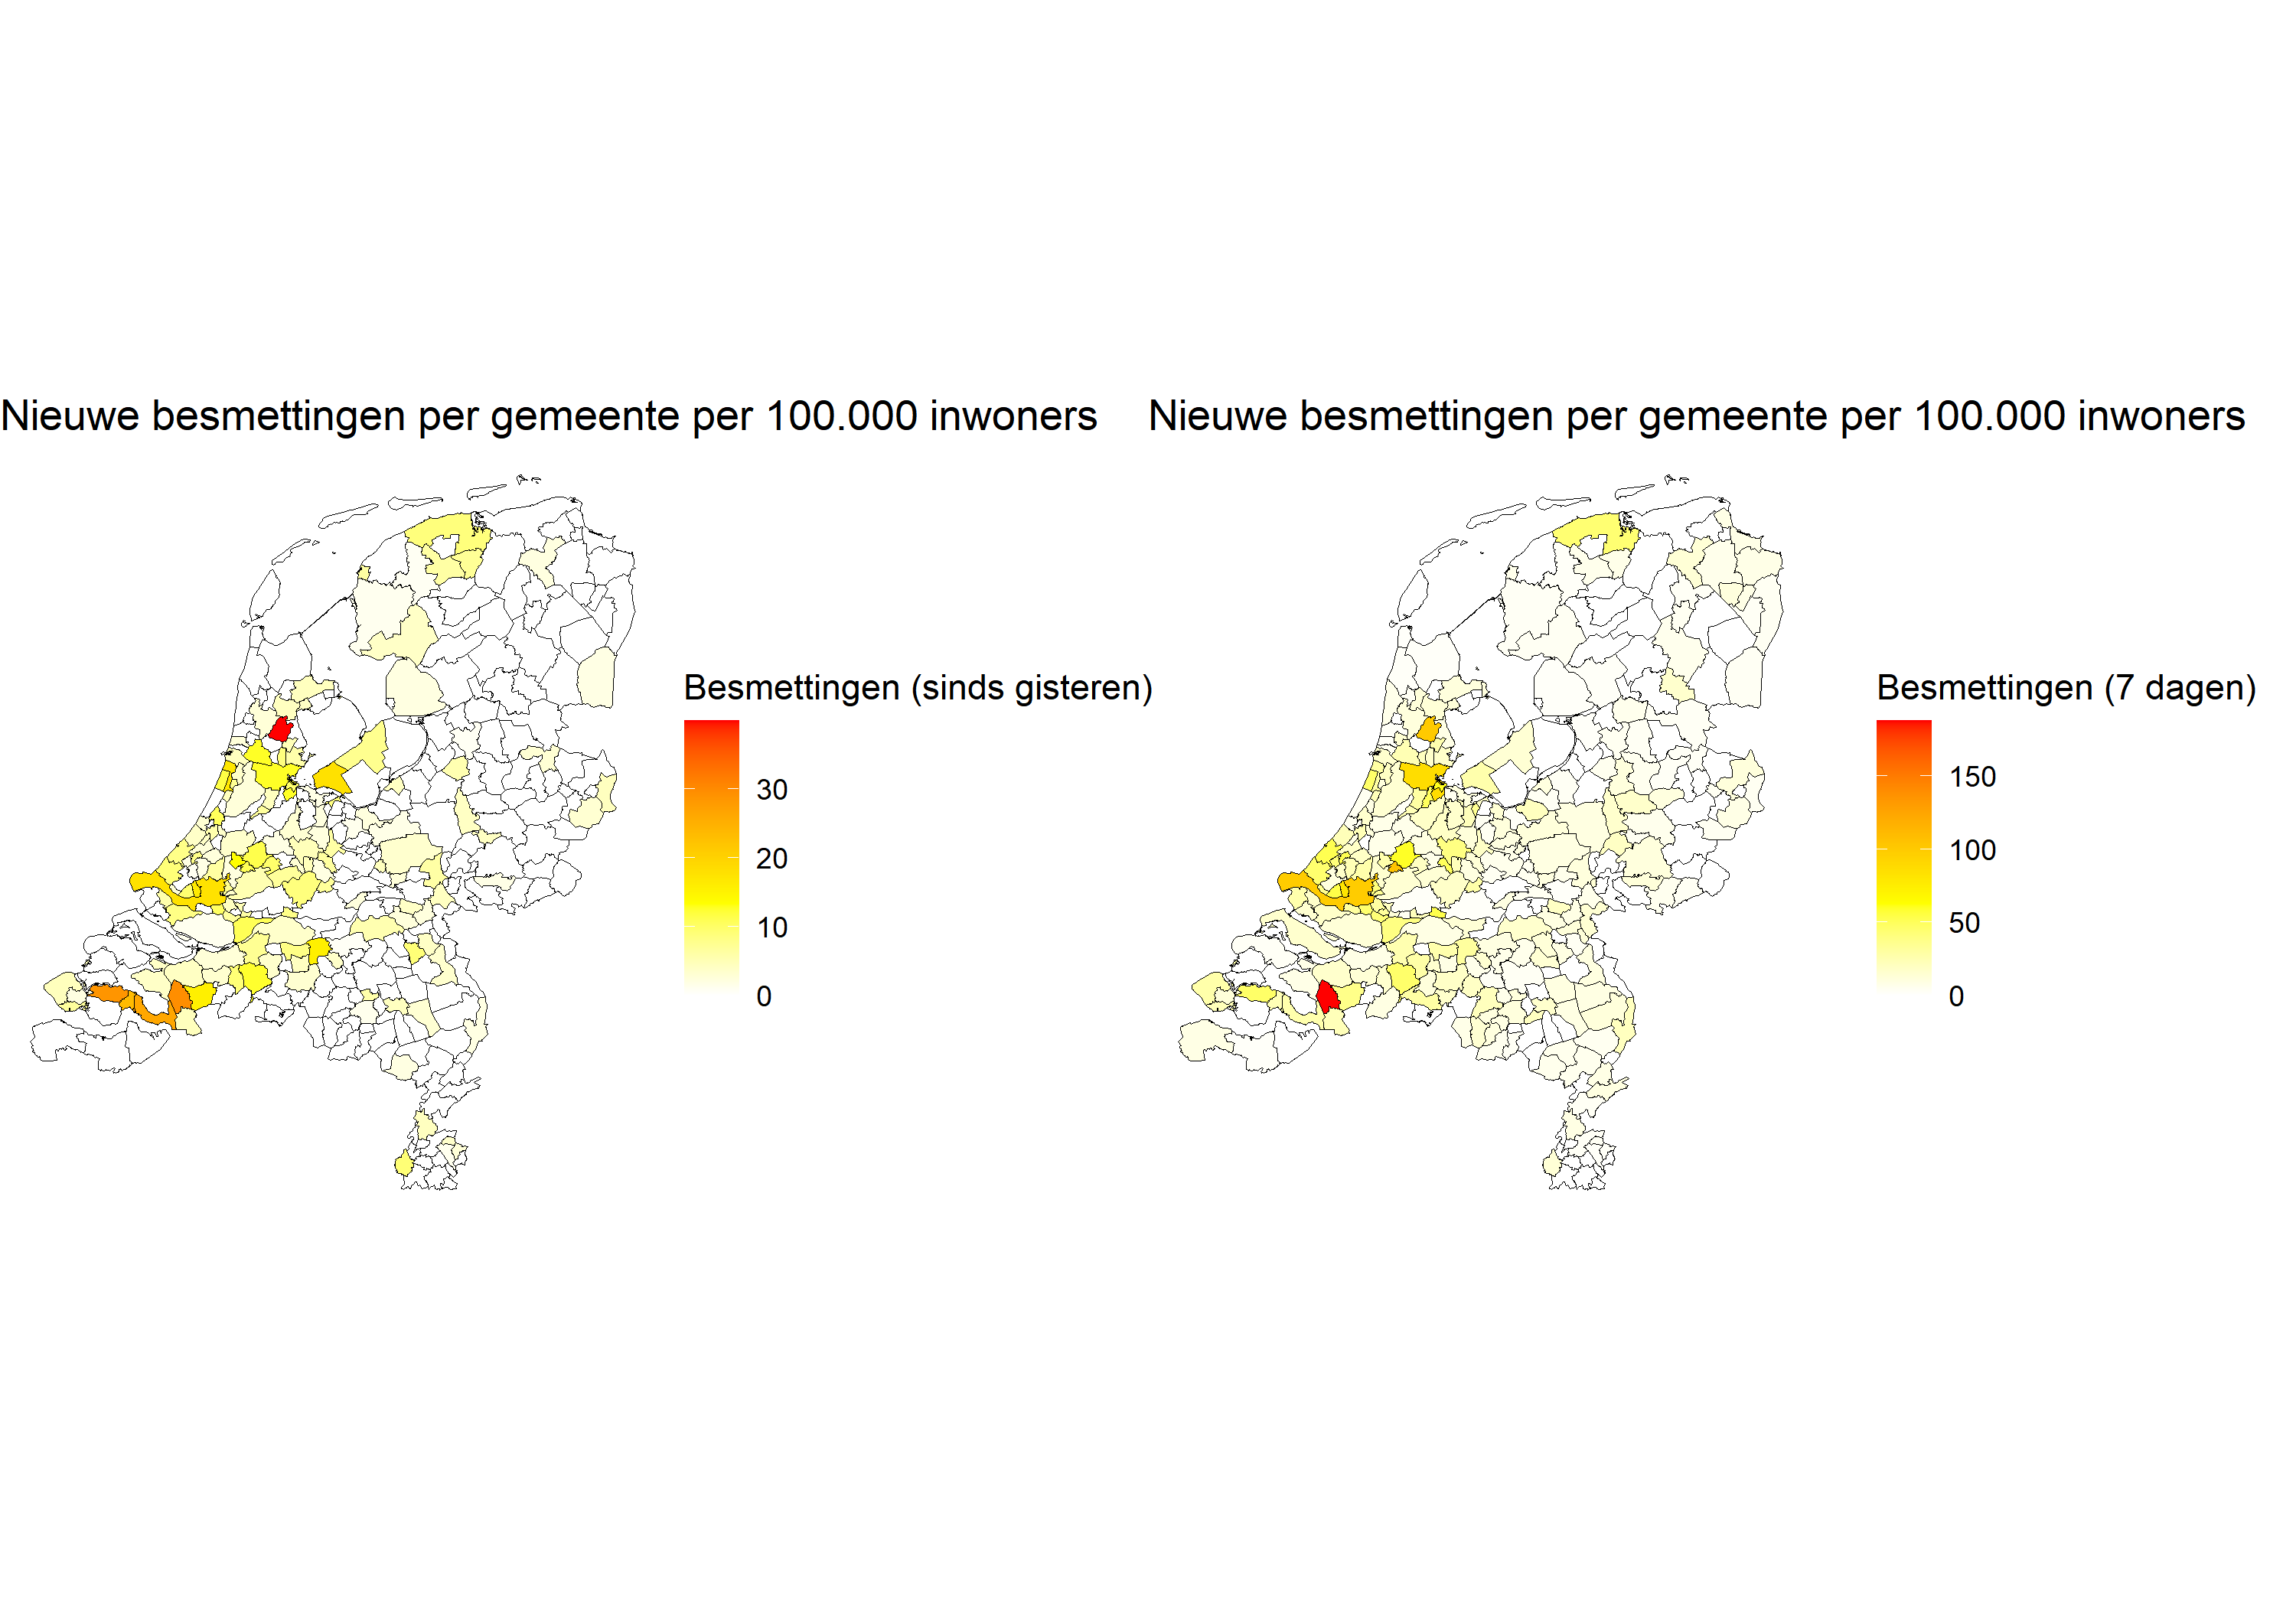 Nieuwe besmettingen per gemeente per 100.000 inwoners
Besmettingen (sinds gisteren)
30
20
10
0
Nieuwe besmettingen per gemeente per 100.000 inwoners
Besmettingen (7 dagen)
150
100
50
0